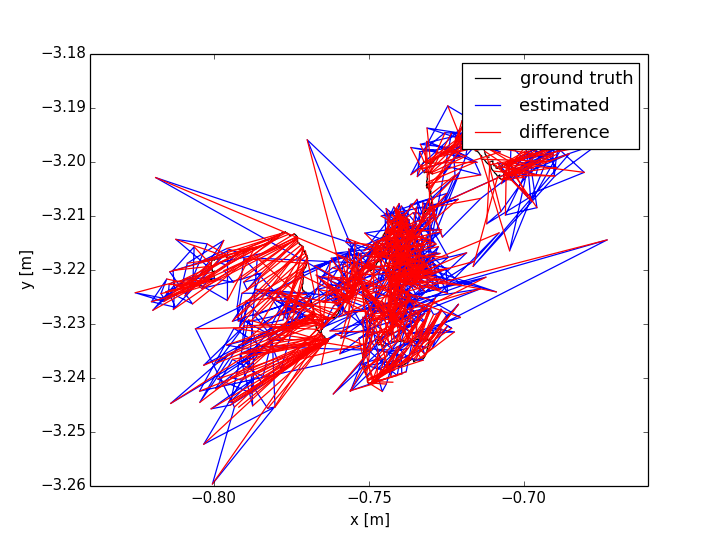 −3.18
−3.19
−3.20
−3.21
−3.22
−3.23
−3.24
−3.25
−3.26
y [m]
ground truth
estimated
difference
−0.80
−0.75
−0.70
x [m]